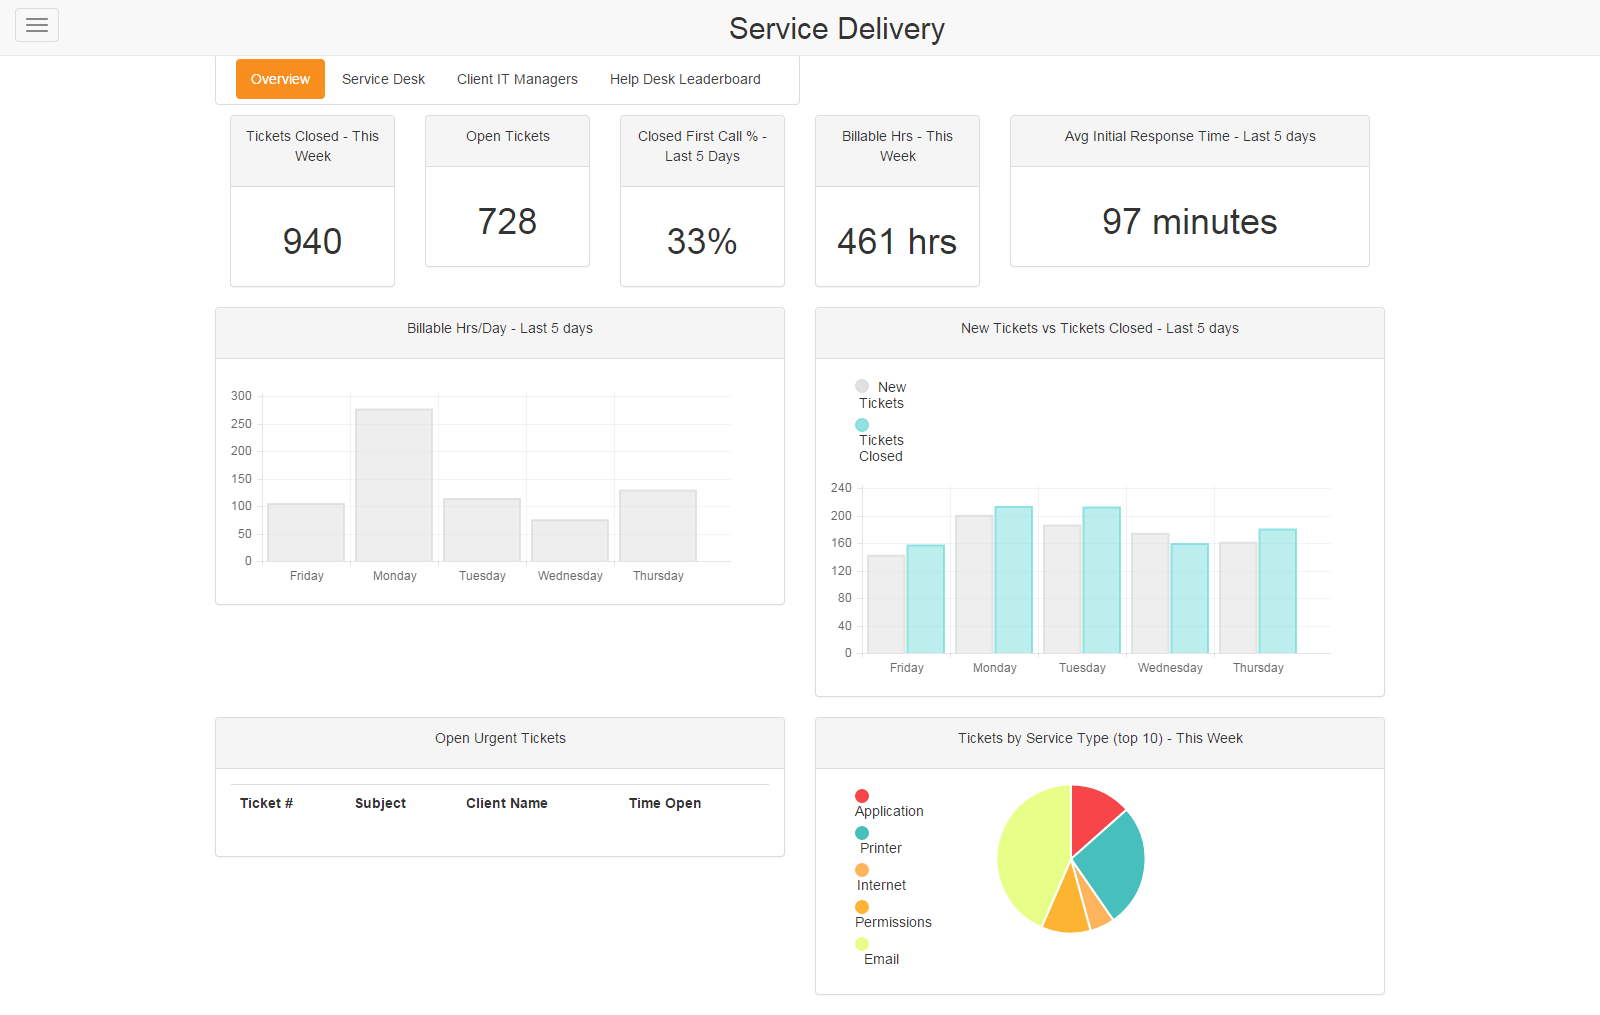 Service Delivery
Overview
Service Desk
Client IT Managers
Help Desk Leaderboard
Tickets Closed - This
Week
940
Open Tickets
728
Closed First Call % -
Last 5 Days
33%
Billable Hrs - This
Week
461 hrs
Avg Initial Response Time - Last 5 days
97 minutes
Billable Hrs/Day - Last 5 days
300
250
200
150
100
50
0
Friday
Monday
Tuesday
Wednesday
Thursday
New Tickets vs Tickets Closed - Last 5 days
New
Tickets
Tickets
Closed
240
200
160
120
80
40
0
Friday
Monday
Tuesday
Wednesday
Thursday
Open Urgent Tickets
Ticket #
Subject
Client Name
Time Open
Tickets by Service Type (top 10) - This Week
Application
Printer
Internet
Permissions
Email